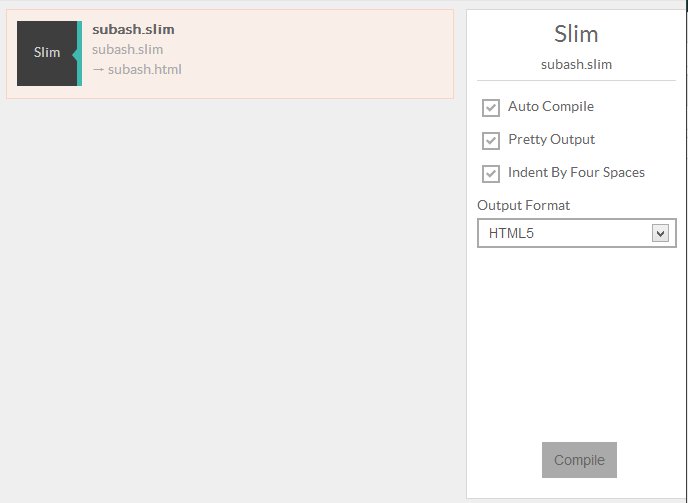 Slim
subash.slim
subash.slim
→ subash.html
Slim
subash.slim
Auto Compile
Pretty Output
Indent By Four Spaces
Output Format
HTML5
Compile